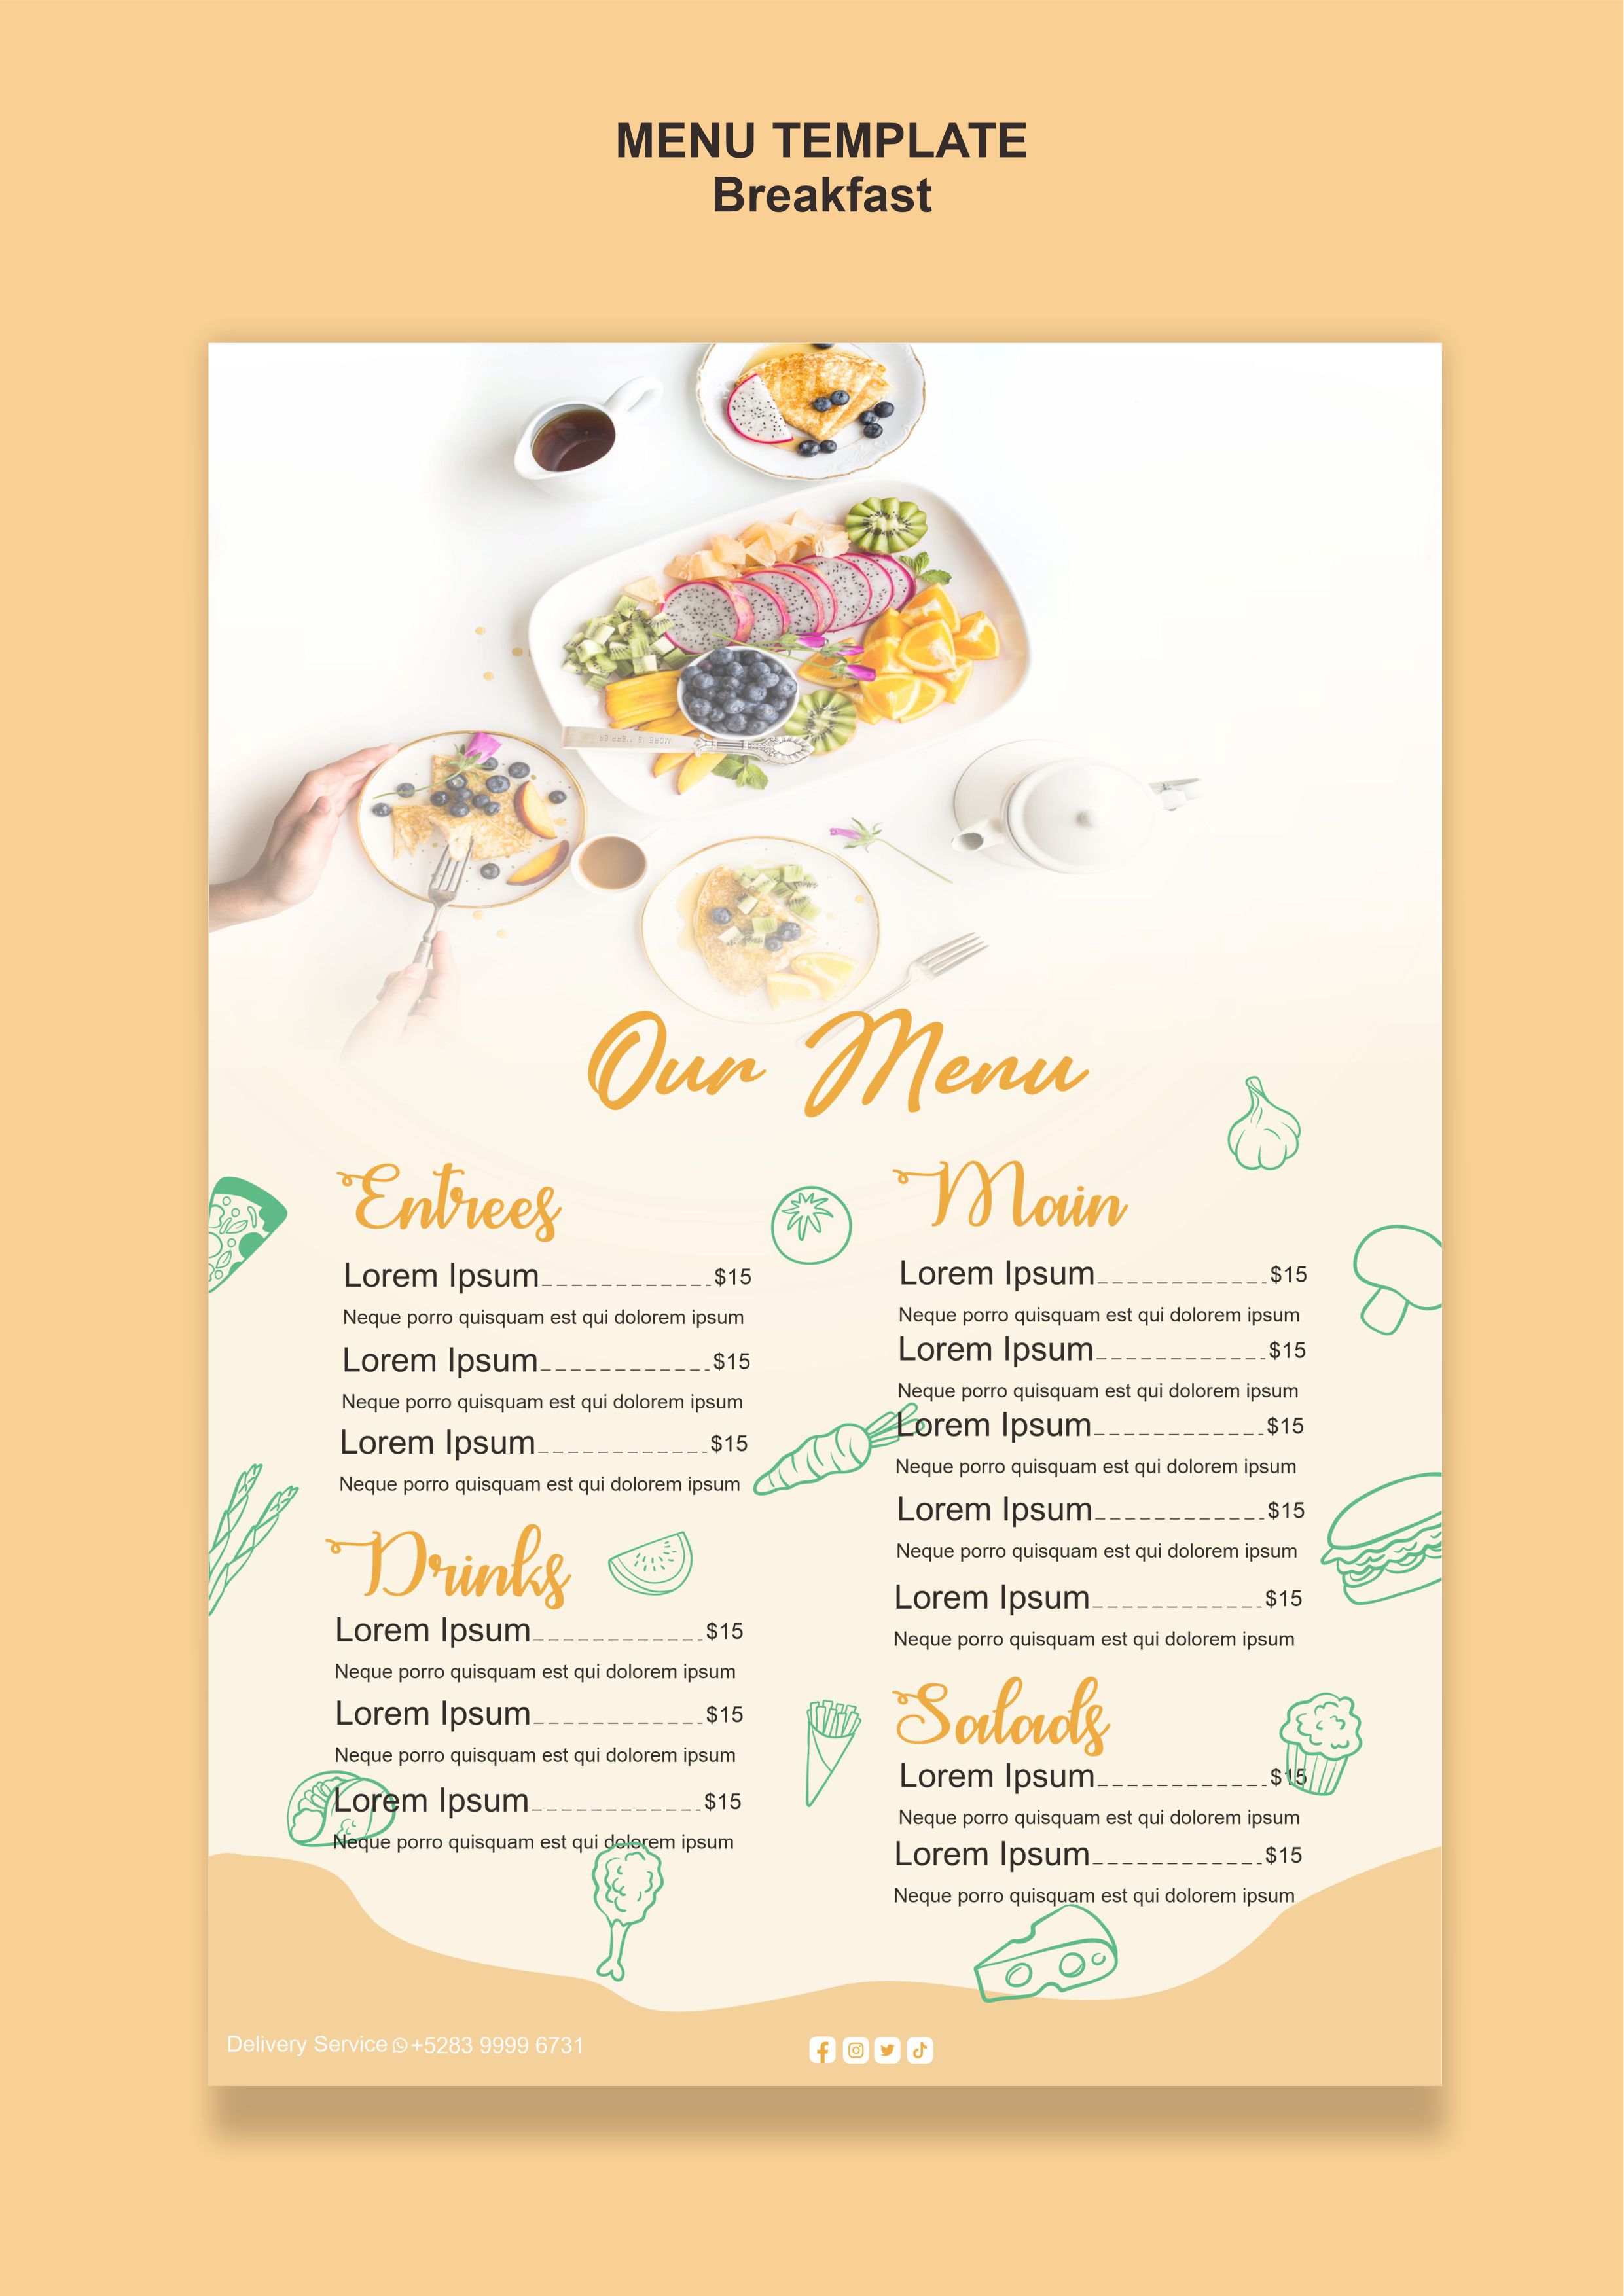 MENU TEMPLATE
Breakfast
Our Menu
Entrees
Lorem Ipsum____________$15
Neque porro quisquam est qui dolorem ipsum
Lorem Ipsum____________$15
Neque porro quisquam est qui dolorem ipsum
Lorem Ipsum____________$15
Neque porro quisquam est qui dolorem ipsum
Drinks
Lorem Ipsum____________$15
Neque porro quisquam est qui dolorem ipsum
Lorem Ipsum____________$15
Neque porro quisquam est qui dolorem ipsum
Lorem Ipsum____________$15
Neque porro quisquam est qui dolorem ipsum
Main
Lorem Ipsum____________$15
Neque porro quisquam est qui dolorem ipsum
Lorem Ipsum____________$15
Neque porro quisquam est qui dolorem ipsum
Lorem Ipsum____________$15
Neque porro quisquam est qui dolorem ipsum
Lorem Ipsum____________$15
Neque porro quisquam est qui dolorem ipsum
Lorem Ipsum____________$15
Neque porro quisquam est qui dolorem ipsum
Salads
Lorem Ipsum____________$15
Neque porro quisquam est qui dolorem ipsum
Lorem Ipsum____________$15
Neque porro quisquam est qui dolorem ipsum
Delivery Service +5283 9999 6731